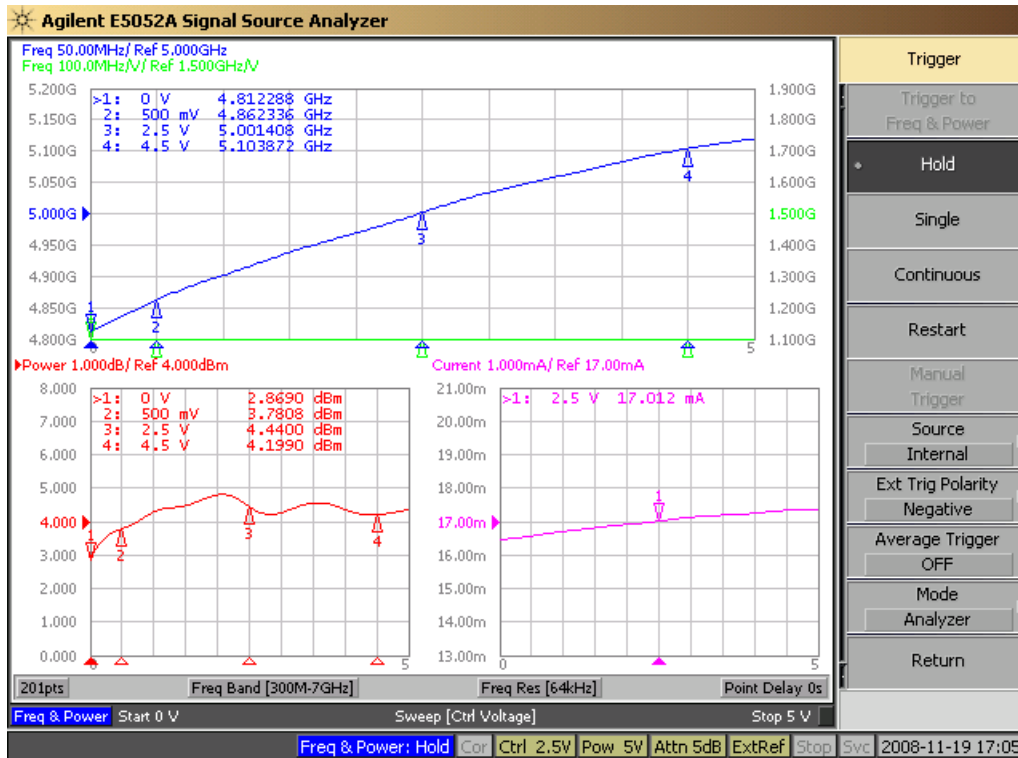 Agilent E5052A Signal Source Analyzer
Freq 50.00MHz/ Ref 5.000GHz
Freq 100.0MHz/V/ Ref 1.500GHz/V
5.200G
5.150G
5.100G
5.050G
5.000G
4.950G
4.900G
4.850G
4.800G
>1: 0 V 4.812288 GHz
2: 500 mV 4.862336 GHz
3: 2.5 V 5.001408 GHz
4: 4.5 V 5.103872 GHz
1
2
3
4
1.900G
1.800G
1.700G
1.600G
1.500G
1.400G
1.300G
1.200G
1.100G
0 5
Power 1.000dB/ Ref 4.000dBm
8.000
7.000
6.000
5.000
4.000
3.000
2.000
1.000
0.000
>1: 0 V 2.8690 dBm
2: 500 mV 3.7808 dBm
3: 2.5 V 4.4400 dBm
4: 4.5 V 4.1990 dBm
1
2
3
4
0 5
Current 1.000mA/ Ref 17.00mA
21.00m
20.00m
19.00m
18.00m
17.00m
16.00m
15.00m
14.00m
13.00m
>1: 2.5 V 17.012 mA
1
0 5
201pts Freq Band [300M-7GHz] Freq Res [64kHz] Point Delay 0s
Freq & Power Start 0 V Sweep [Ctrl Voltage] Stop 5 V
Freq & Power: Hold Cor Ctrl 2.5V Pow 5V Attn 5dB ExtRef Stop Svc 2008-11-19 17:05
Trigger
Trigger to
Freq & Power
Hold
Single
Continuous
Restart
Manual
Trigger
Source
Internal
Ext Trig Polarity
Negative
Average Trigger
OFF
Mode
Analyzer
Return